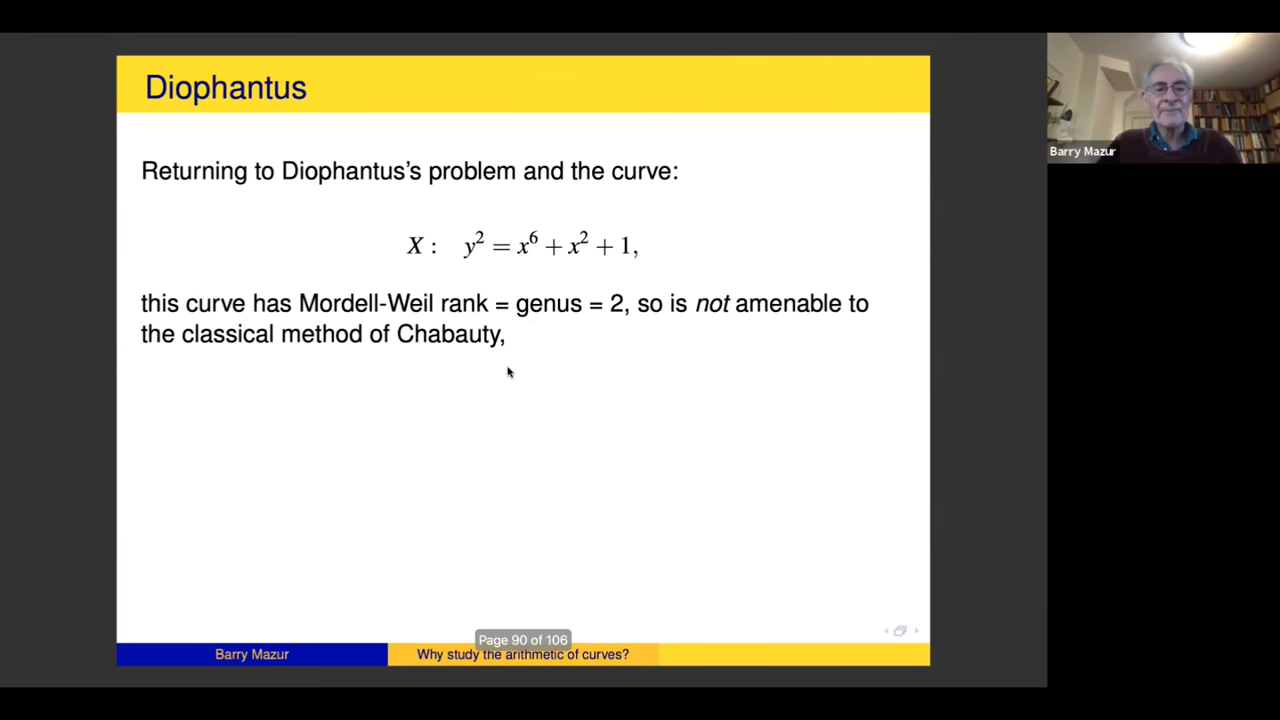 Diophantus
Returning to Diophantus's problem and the curve:
X : y² = x⁶ + x² + 1,
this curve has Mordell-Weil rank = genus = 2, so is not amenable to
the classical method of Chabauty,
Page 90 of 106
Barry Mazur
Why study the arithmetic of curves?
Barry Mazur